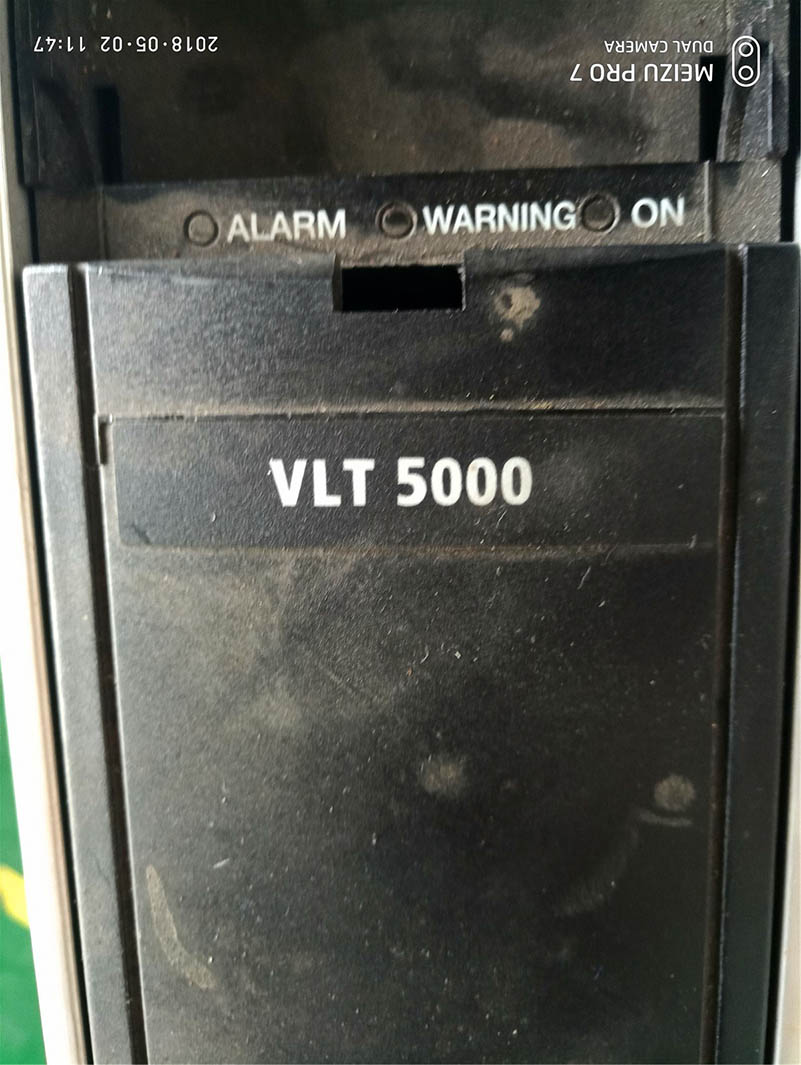 ALARM WARNING ON
VLT 5000
MEIZU PRO 7
DUAL CAMERA
2018·05·02 11:47